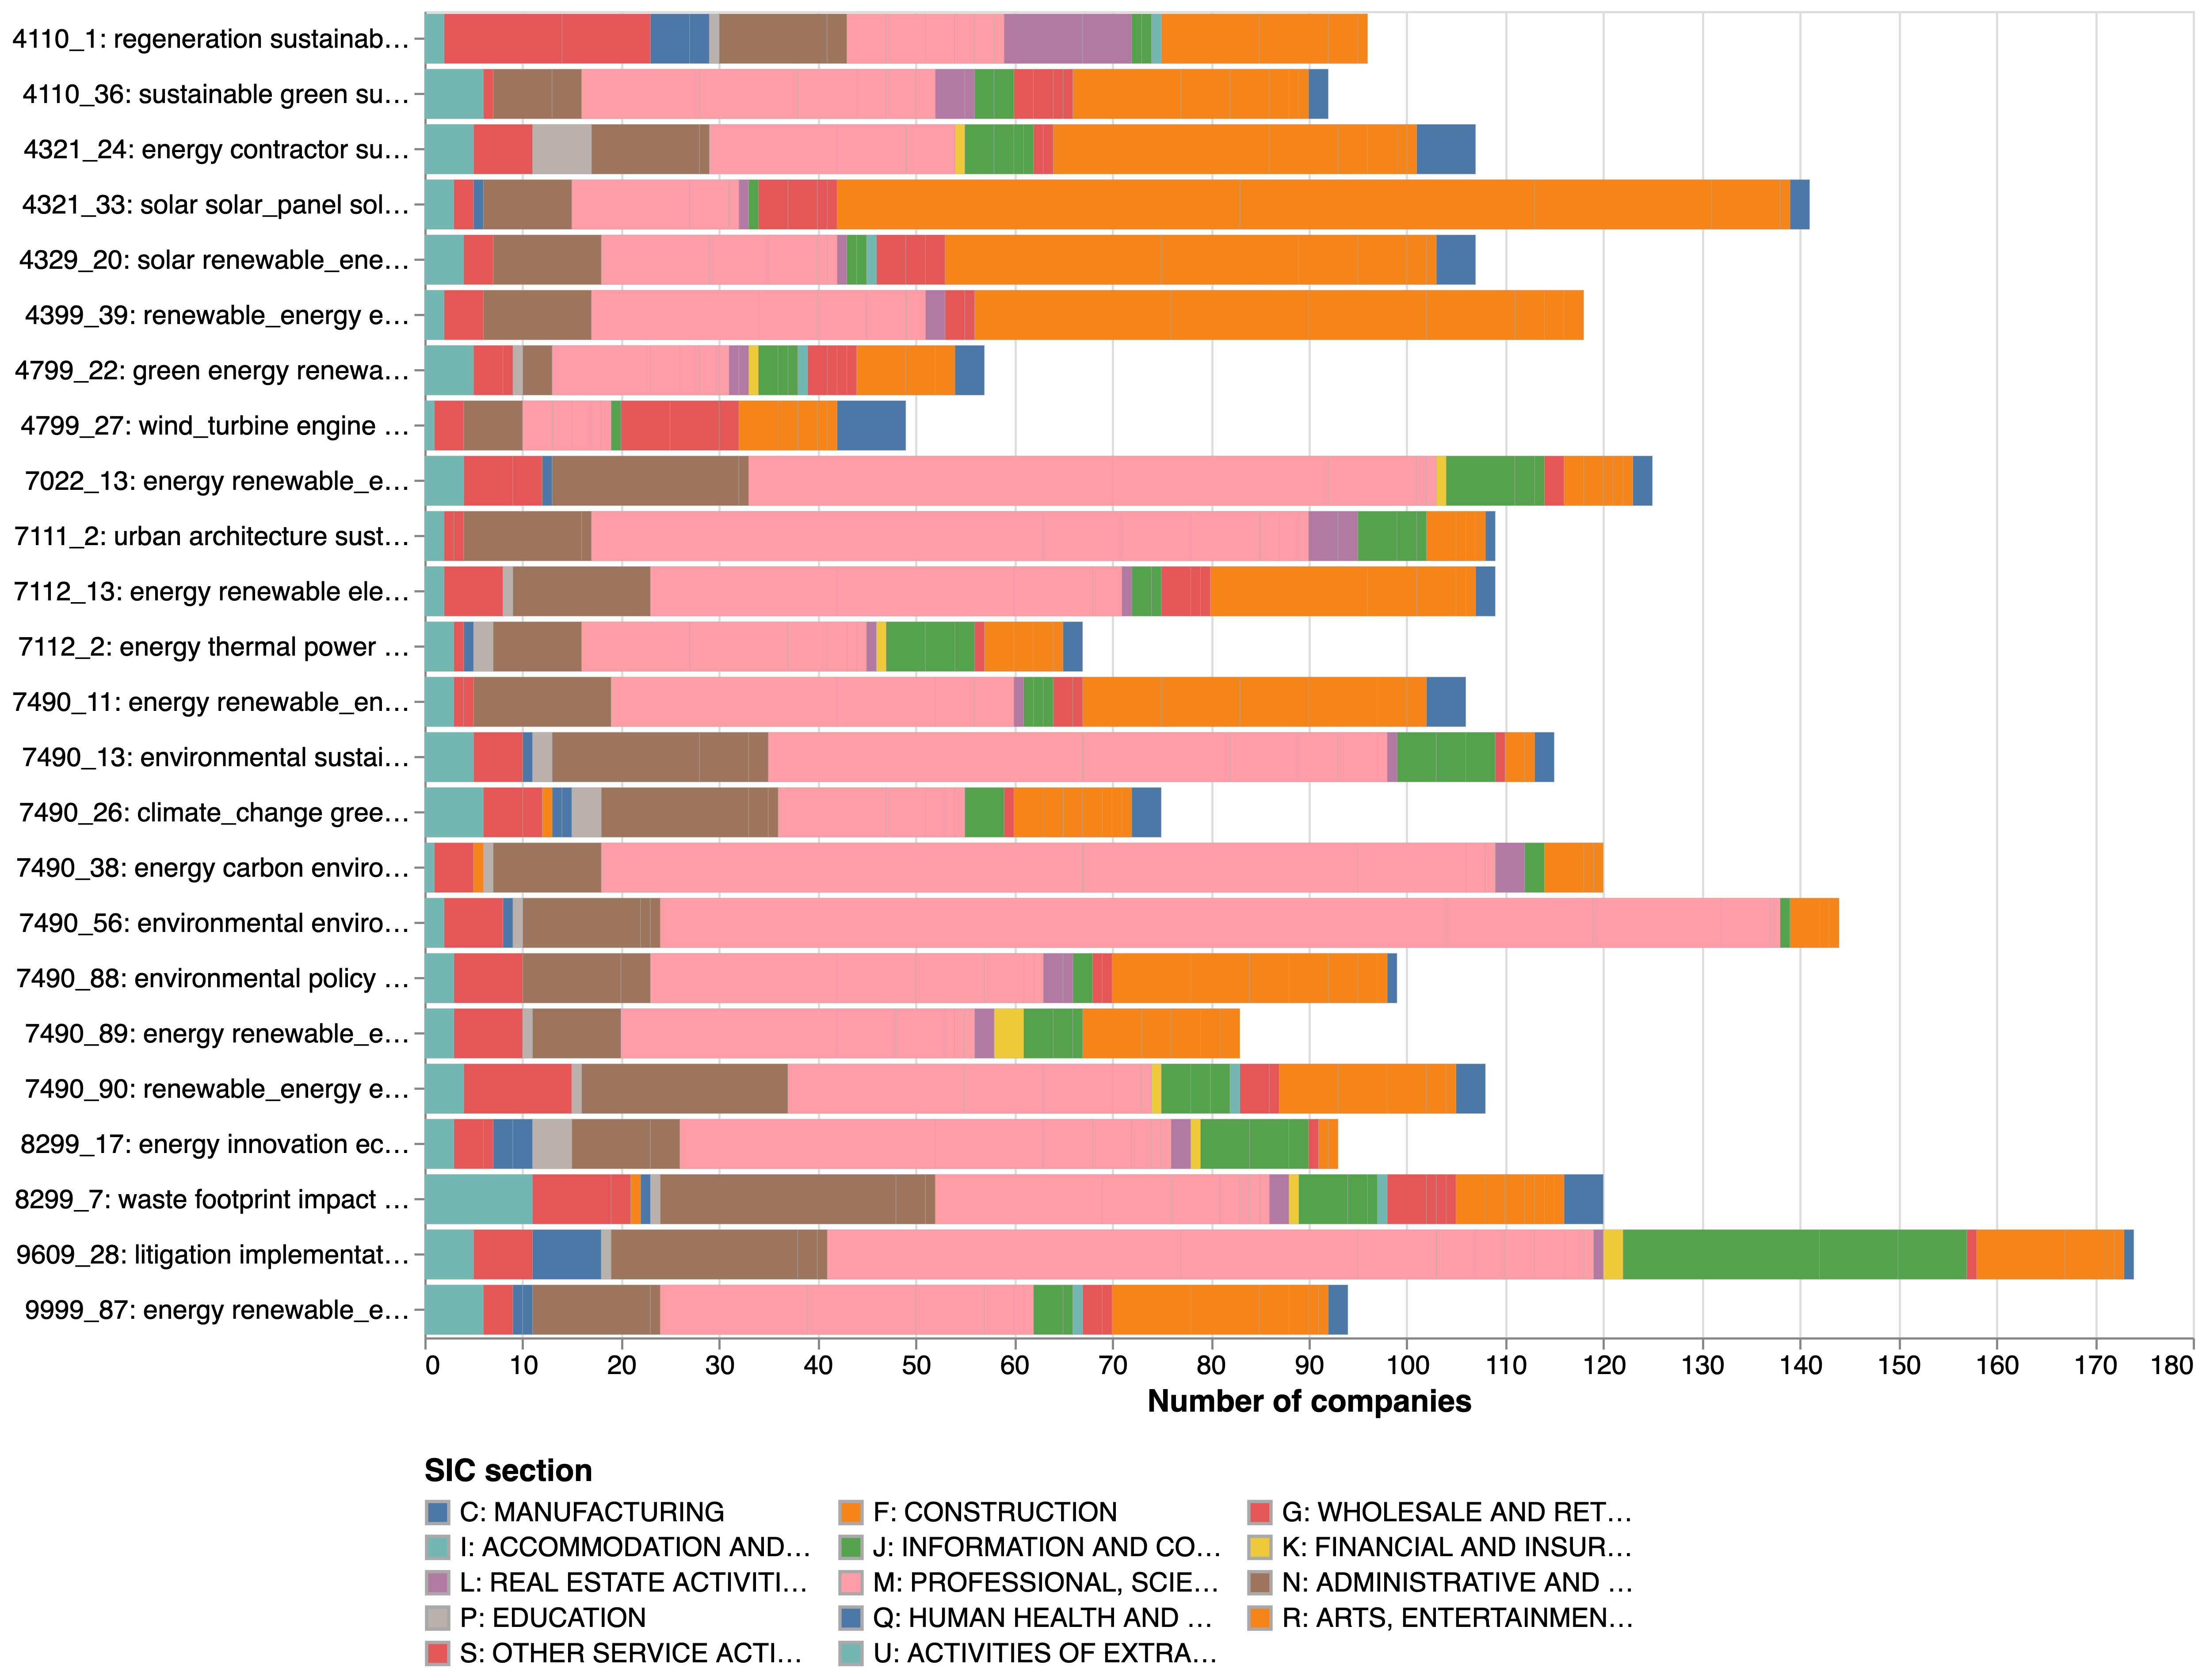 4110_1: regeneration sustainab…
4110_36: sustainable green su…
4321_24: energy contractor su…
4321_33: solar solar_panel sol…
4329_20: solar renewable_ene…
4399_39: renewable_energy e…
4799_22: green energy renewa…
4799_27: wind_turbine engine …
7022_13: energy renewable_e…
7111_2: urban architecture sust…
7112_13: energy renewable ele…
7112_2: energy thermal power …
7490_11: energy renewable_en…
7490_13: environmental sustai…
7490_26: climate_change gree…
7490_38: energy carbon enviro…
7490_56: environmental enviro…
7490_88: environmental policy …
7490_89: energy renewable_e…
7490_90: renewable_energy e…
8299_17: energy innovation ec…
8299_7: waste footprint impact …
9609_28: litigation implementat…
9999_87: energy renewable_e…
0 10 20 30 40 50 60 70 80 90 100 110 120 130 140 150 160 170 180
Number of companies
SIC section
C: MANUFACTURING F: CONSTRUCTION G: WHOLESALE AND RET…
I: ACCOMMODATION AND… J: INFORMATION AND CO… K: FINANCIAL AND INSUR…
L: REAL ESTATE ACTIVITI… M: PROFESSIONAL, SCIE… N: ADMINISTRATIVE AND …
P: EDUCATION Q: HUMAN HEALTH AND … R: ARTS, ENTERTAINMEN…
S: OTHER SERVICE ACTI… U: ACTIVITIES OF EXTRA…